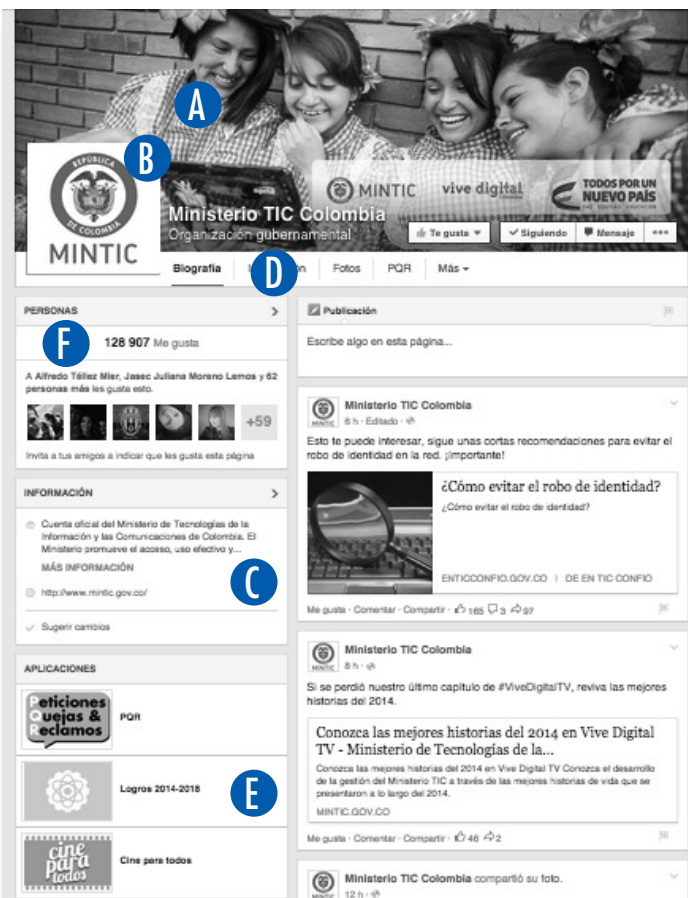 A
B
REPÚBLICA
DE COLOMBIA
MINTIC
MINTIC
vive digital
Colombia
TODOS POR UN
NUEVO PAÍS
PAZ EQUIDAD EDUCACIÓN
Ministerio TIC Colombia
Organización gubernamental
Te gusta
Siguiendo
Mensaje
Biografía
D
Fotos
PQR
Más
PERSONAS
F
128 907 Me gusta
A Alfredo Téllez Mier, Jasec Juliana Moreno Lemos y 62
personas más les gusta esto.
+59
Invita a tus amigos a indicar que les gusta esta página
INFORMACIÓN
Cuenta oficial del Ministerio de Tecnologías de la
Información y las Comunicaciones de Colombia. El
Ministerio promueve el acceso, uso efectivo y...
MÁS INFORMACIÓN
C
http://www.mintic.gov.co/
Sugerir cambios
APLICACIONES
Peticiones
Quejas &
Reclamos
PQR
Logros 2014-2018
E
cine
para
todos
Cine para todos
Publicación
Escribe algo en esta página...
MINTIC
Ministerio TIC Colombia
6 h · Editado ·
Esto te puede interesar, sigue unas cortas recomendaciones para evitar el
robo de identidad en la red. ¡Importante!
¿Cómo evitar el robo de identidad?
¿Cómo evitar el robo de identidad?
ENTICCONFIO.GOV.CO | DE EN TIC CONFIO
Me gusta · Comentar · Compartir · 165 3 97
MINTIC
Ministerio TIC Colombia
8 h ·
Si se perdió nuestro último capítulo de #ViveDigitalTV, reviva las mejores
historias del 2014.
Conozca las mejores historias del 2014 en Vive Digital
TV - Ministerio de Tecnologías de la...
Conozca las mejores historias del 2014 en Vive Digital TV Conozca el desarrollo
de la gestión del Ministerio TIC a través de las mejores historias de vida que se
presentaron a lo largo del 2014.
MINTIC.GOV.CO
Me gusta · Comentar · Compartir · 46 2
MINTIC
Ministerio TIC Colombia compartió su foto.
12 h ·